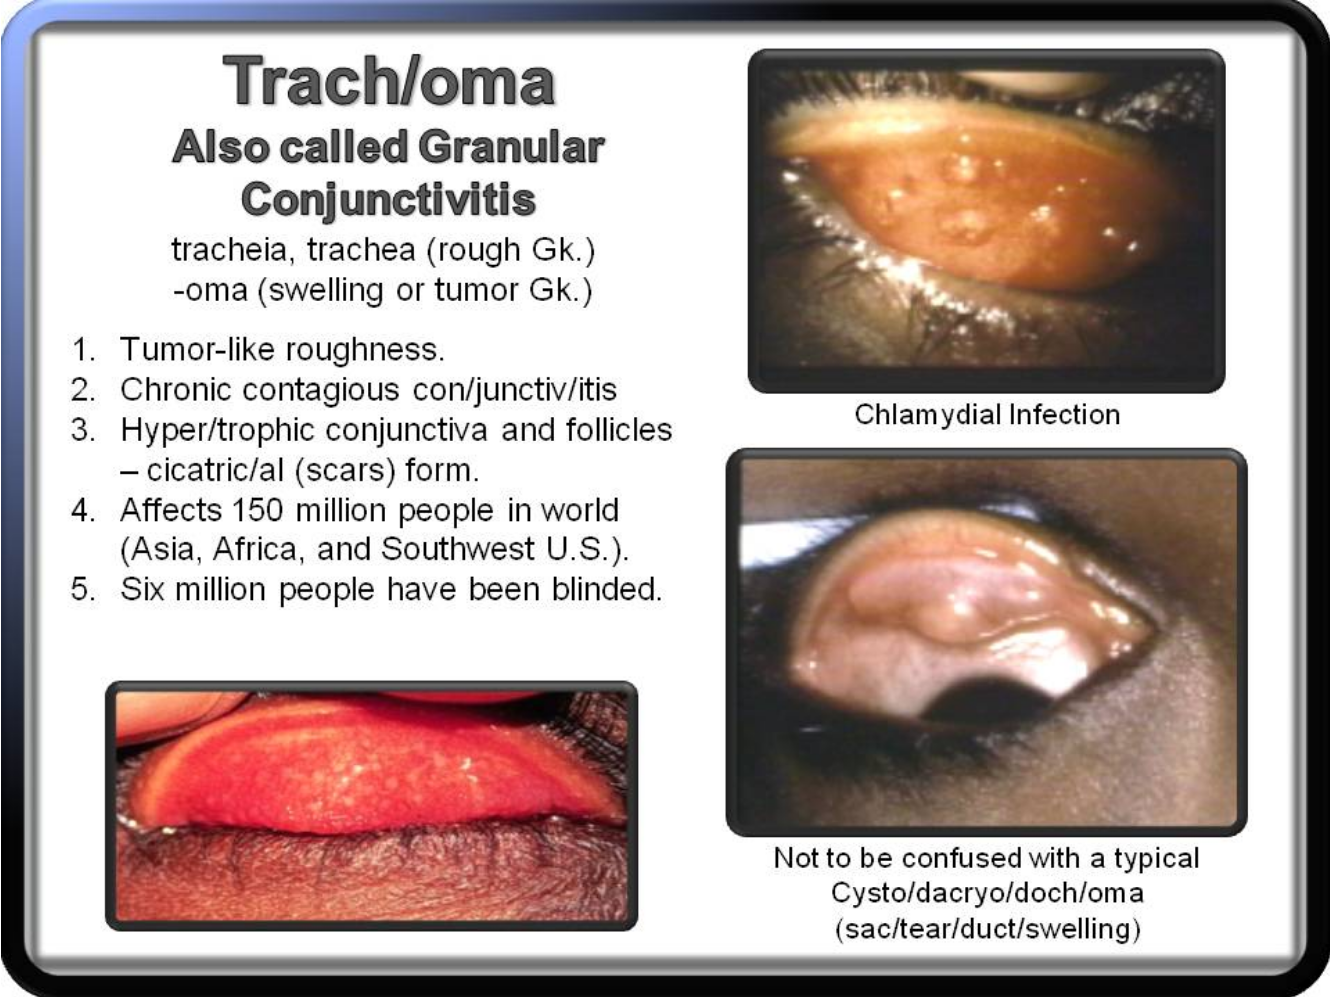 Trach/oma
Also called Granular
Conjunctivitis
tracheia, trachea (rough Gk.)
-oma (swelling or tumor Gk.)
1. Tumor-like roughness.
2. Chronic contagious con/junctiv/itis
3. Hyper/trophic conjunctiva and follicles
– cicatric/al (scars) form.
4. Affects 150 million people in world
(Asia, Africa, and Southwest U.S.).
5. Six million people have been blinded.
Chlamydial Infection
Not to be confused with a typical
Cysto/dacryo/doch/oma
(sac/tear/duct/swelling)